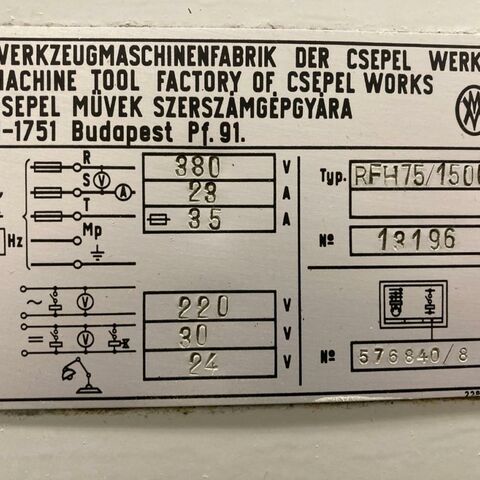 WERKZEUGMASCHINENFABRIK DER CSEPEL WERK
MACHINE TOOL FACTORY OF CSEPEL WORKS
CSEPEL MÜVEK SZERSZÁMGÉPGYÁRA
-1751 Budapest Pf. 91.
R 380 V
S V A 23 A
T 35 A
Hz Mp
Typ. RFH75/1500
Nº 13196
~ V 220 V
= V 30 V
24 V
Nº 576840/8